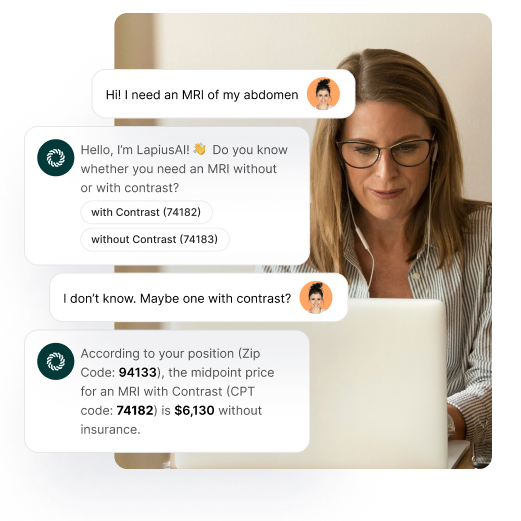 Hi! I need an MRI of my abdomen
Hello, I'm LapiusAI! 👋 Do you know
whether you need an MRI without
or with contrast?
with Contrast (74182)
without Contrast (74183)
I don't know. Maybe one with contrast?
According to your position (Zip
Code: 94133), the midpoint price
for an MRI with Contrast (CPT
code: 74182) is $6,130 without
insurance.